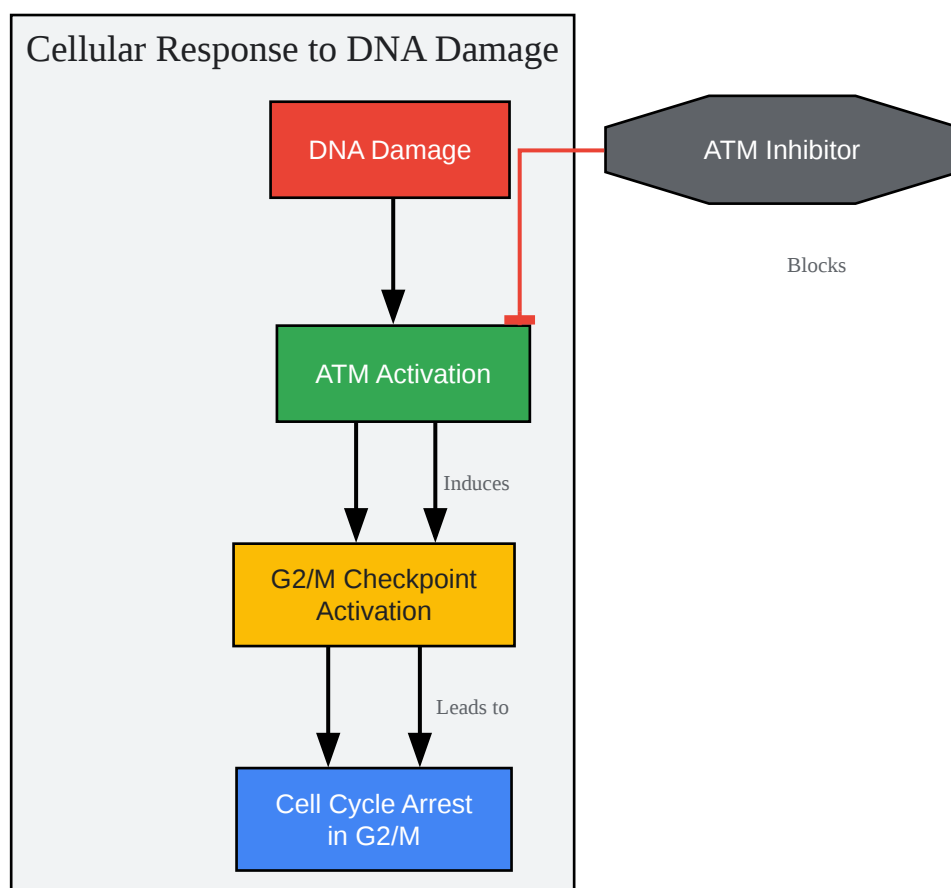 Cellular Response to DNA Damage
DNA Damage
ATM Inhibitor
Blocks
ATM Activation
Induces
G2/M Checkpoint
Activation
Leads to
Cell Cycle Arrest
in G2/M